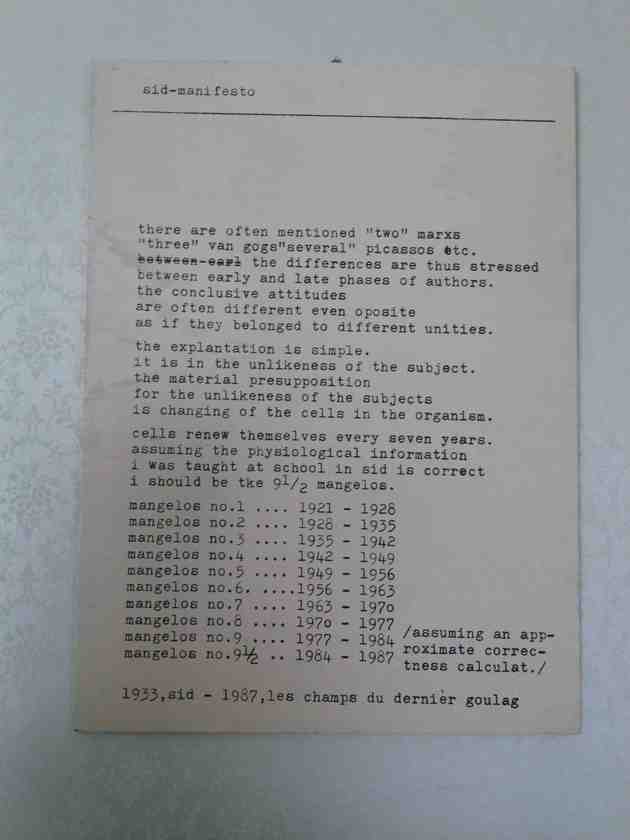 sid-manifesto
there are often mentioned "two" marxs
"three" van gogs"several" picassos etc.
between-earl the differences are thus stressed
between early and late phases of authors.
the conclusive attitudes
are often different even oposite
as if they belonged to different unities.
the explantation is simple.
it is in the unlikeness of the subject.
the material presupposition
for the unlikeness of the subjects
is changing of the cells in the organism.
cells renew themselves every seven years.
assuming the physiological information
i was taught at school in sid is correct
i should be tke 9½ mangelos.
mangelos no.1 .... 1921 - 1928
mangelos no.2 .... 1928 - 1935
mangelos no.3 .... 1935 - 1942
mangelos no.4 .... 1942 - 1949
mangelos no.5 .... 1949 - 1956
mangelos no.6. ....1956 - 1963
mangelos no.7 .... 1963 - 197o
mangelos no.8 .... 197o - 1977
mangelos no.9 .... 1977 - 1984
mangelos no.9½ .. 1984 - 1987
/assuming an app-
roximate correc-
tness calculat./
1933,sid - 1987,les champs du dernièr goulag